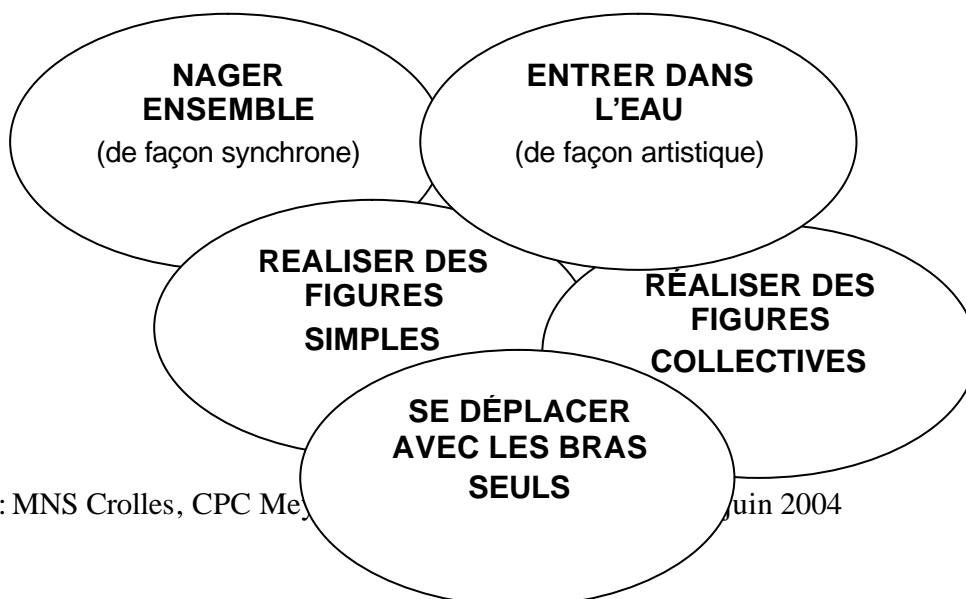 NAGER
ENSEMBLE
(de façon synchrone)
ENTRER DANS
L'EAU
(de façon artistique)
REALISER DES
FIGURES
SIMPLES
RÉALISER DES
FIGURES
COLLECTIVES
SE DÉPLACER
AVEC LES BRAS
SEULS
: MNS Crolles, CPC juin 2004